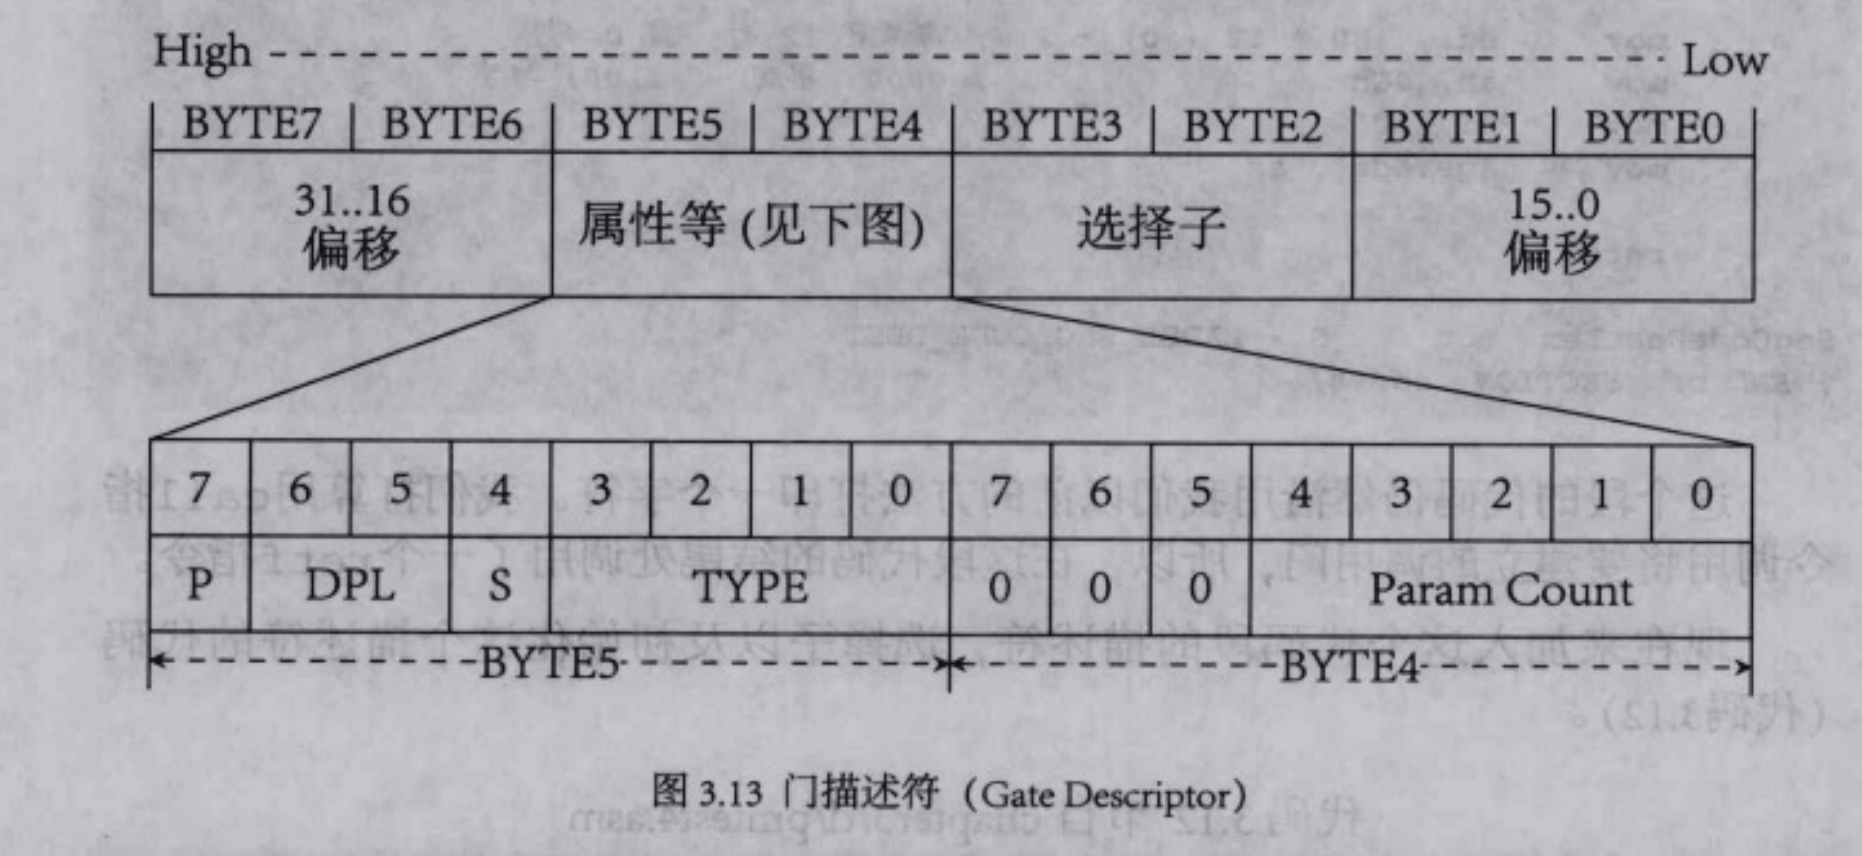 High Low
BYTE7 BYTE6 BYTE5 BYTE4 BYTE3 BYTE2 BYTE1 BYTE0
31..16
偏移
属性等 (见下图)
选择子
15..0
偏移
7 6 5 4 3 2 1 0 7 6 5 4 3 2 1 0
P DPL S TYPE 0 0 0 Param Count
BYTE5 BYTE4
图 3.13 门描述符（Gate Descriptor）